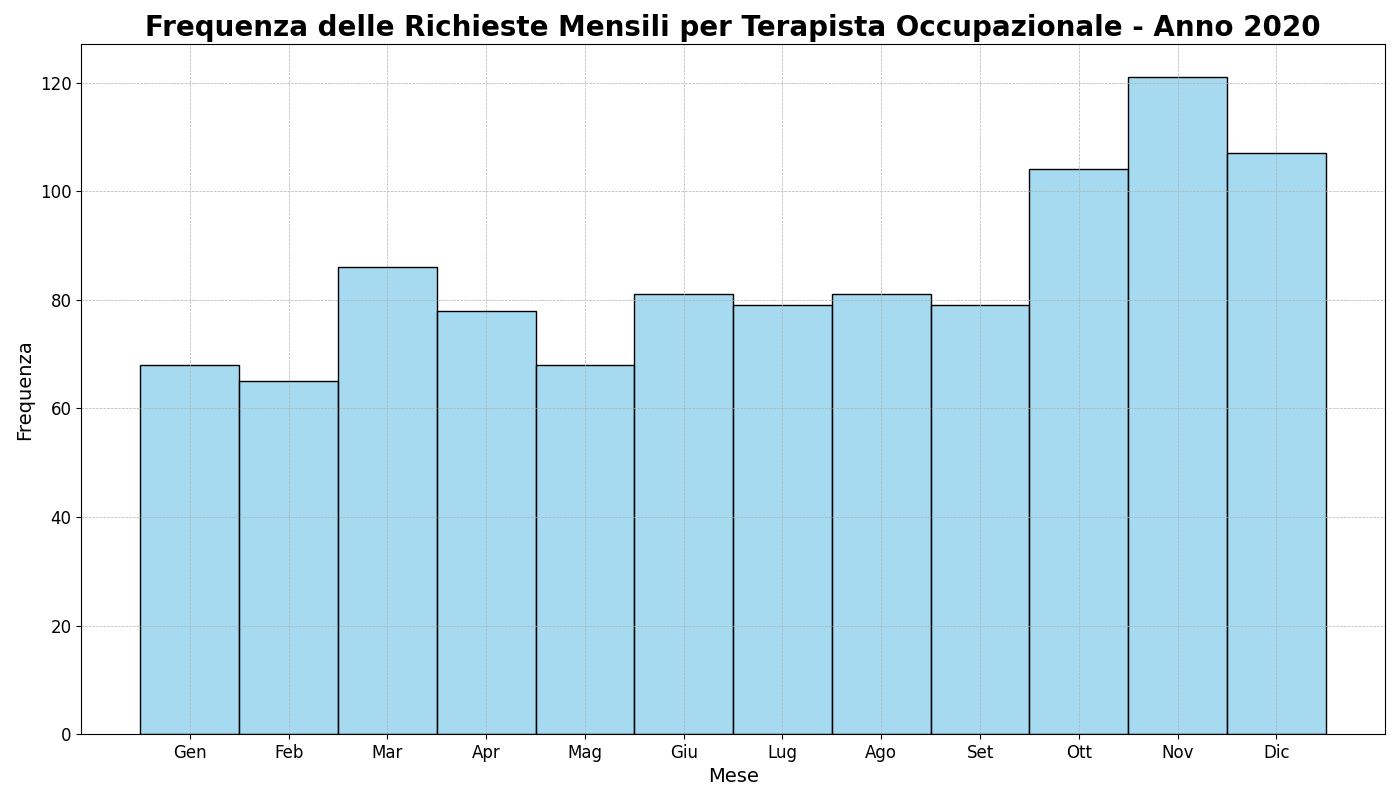 Frequenza delle Richieste Mensili per Terapista Occupazionale - Anno 2020
Frequenza
120
100
80
60
40
20
0
Gen Feb Mar Apr Mag Giu Lug Ago Set Ott Nov Dic
Mese